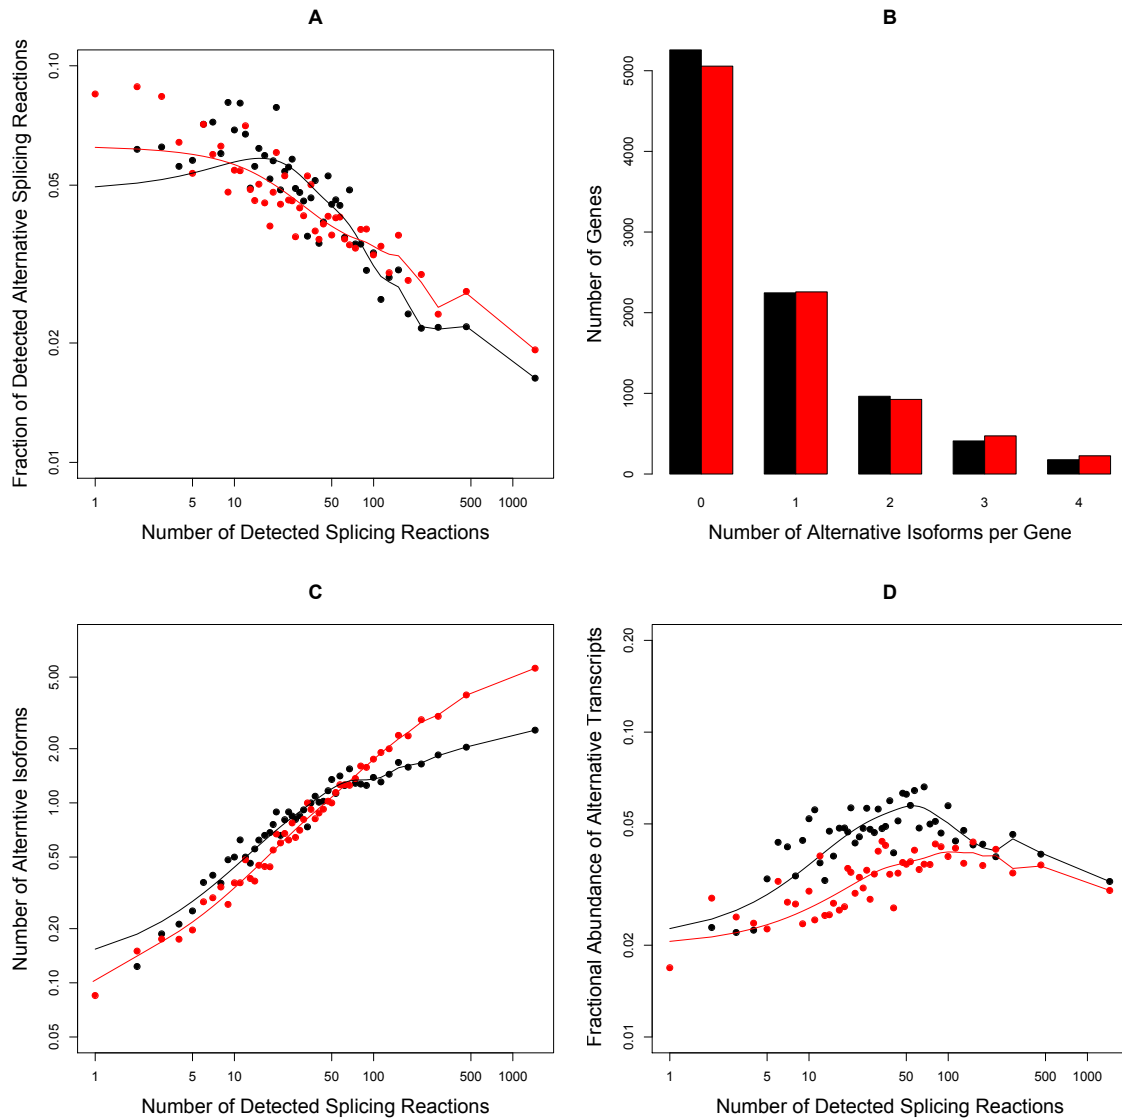 A
Fraction of Detected Alternative Splicing Reactions
0.10
0.05
0.02
0.01
1 5 10 50 100 500 1000
Number of Detected Splicing Reactions
B
Number of Genes
5000
4000
3000
2000
1000
0
0 1 2 3 4
Number of Alternative Isoforms per Gene
C
Number of Alterntive Isoforms
5.00
2.00
1.00
0.50
0.20
0.10
0.05
1 5 10 50 100 500 1000
Number of Detected Splicing Reactions
D
Fractional Abundance of Alternative Transcripts
0.20
0.10
0.05
0.02
0.01
1 5 10 50 100 500 1000
Number of Detected Splicing Reactions